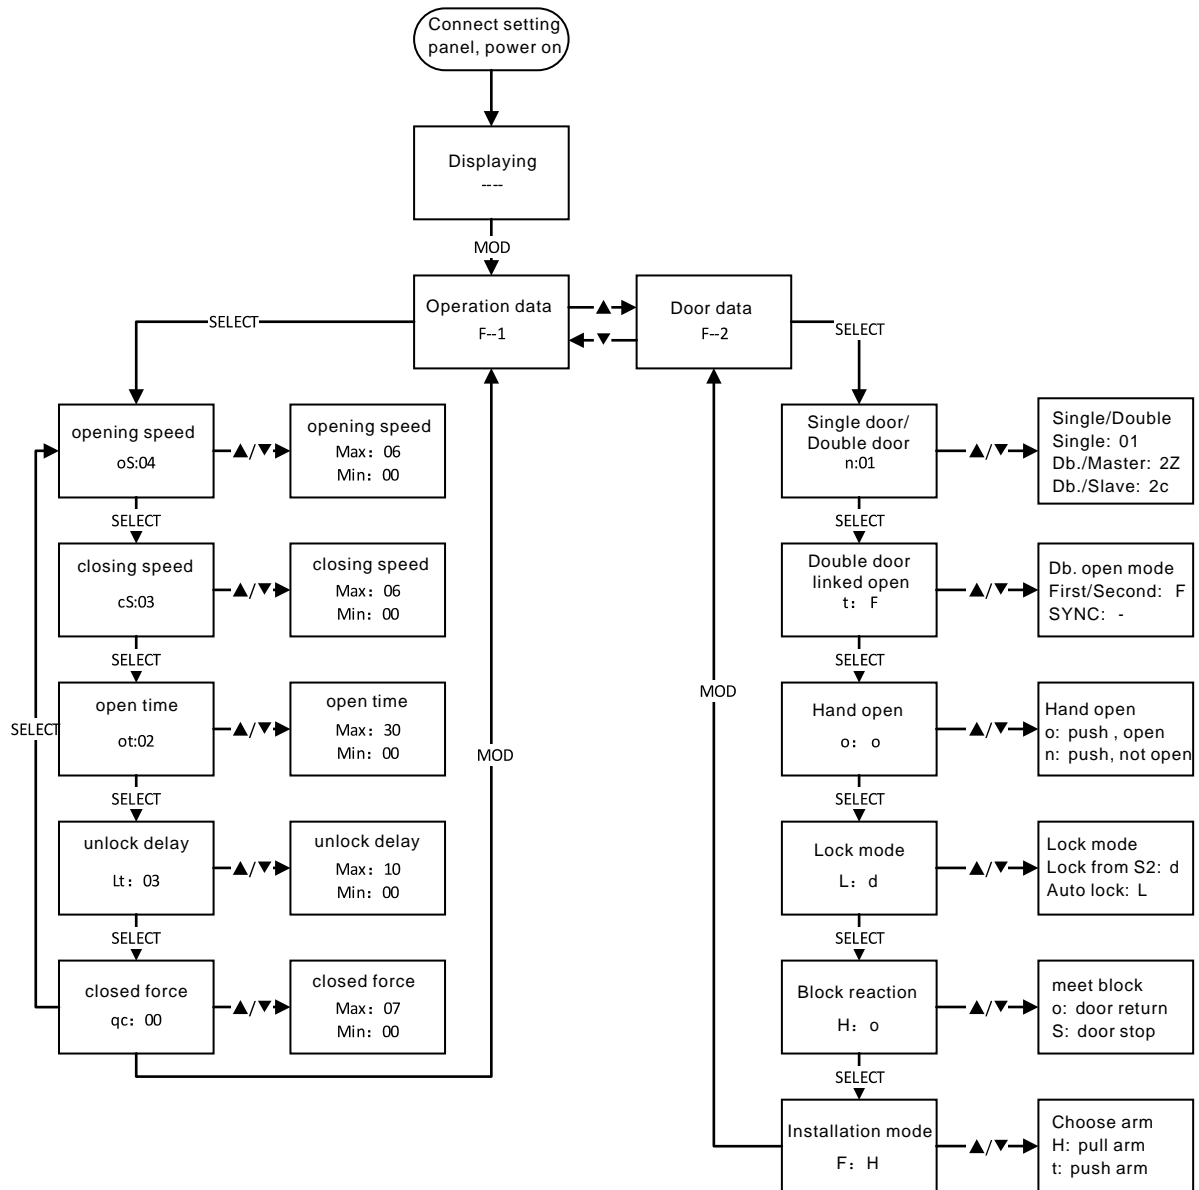 Connect setting
panel, power on
Displaying
----
MOD
Operation data
F--1
▲
▼
Door data
F--2
SELECT
SELECT
opening speed
oS:04
▲/▼
opening speed
Max: 06
Min: 00
SELECT
closing speed
cS:03
▲/▼
closing speed
Max: 06
Min: 00
SELECT
open time
ot:02
▲/▼
open time
Max: 30
Min: 00
SELECT
SELECT
unlock delay
Lt: 03
▲/▼
unlock delay
Max: 10
Min: 00
SELECT
closed force
qc: 00
▲/▼
closed force
Max: 07
Min: 00
MOD
MOD
Single door/
Double door
n:01
▲/▼
Single/Double
Single: 01
Db./Master: 2Z
Db./Slave: 2c
SELECT
Double door
linked open
t: F
▲/▼
Db. open mode
First/Second: F
SYNC: -
SELECT
Hand open
o: o
▲/▼
Hand open
o: push , open
n: push, not open
SELECT
Lock mode
L: d
▲/▼
Lock mode
Lock from S2: d
Auto lock: L
SELECT
Block reaction
H: o
▲/▼
meet block
o: door return
S: door stop
SELECT
Installation mode
F: H
▲/▼
Choose arm
H: pull arm
t: push arm